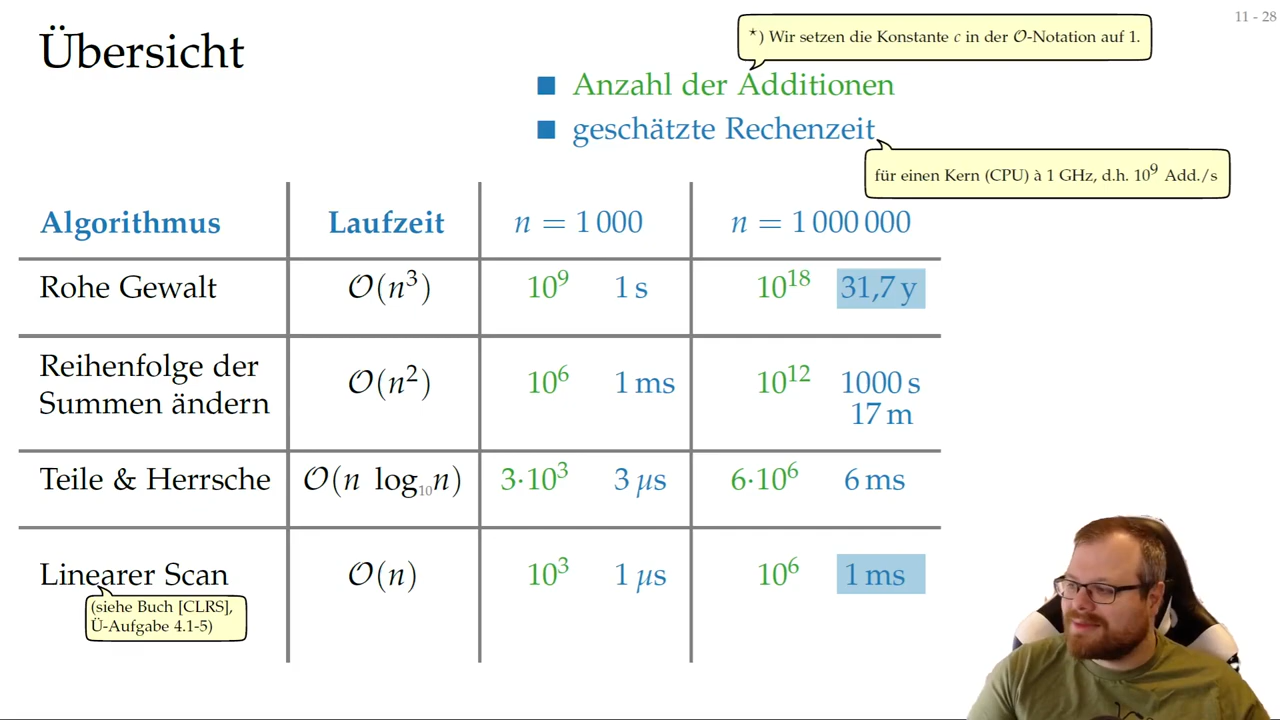 11 - 28
Übersicht
*) Wir setzen die Konstante c in der 𝒪-Notation auf 1.
■ Anzahl der Additionen
■ geschätzte Rechenzeit
für einen Kern (CPU) à 1 GHz, d.h. 10⁹ Add./s
Algorithmus Laufzeit n = 1 000 n = 1 000 000
Rohe Gewalt 𝒪(n³) 10⁹ 1 s 10¹⁸ 31,7 y
Reihenfolge der
Summen ändern 𝒪(n²) 10⁶ 1 ms 10¹² 1000 s
17 m
Teile & Herrsche 𝒪(n log₁₀n) 3·10³ 3 µs 6·10⁶ 6 ms
Linearer Scan 𝒪(n) 10³ 1 µs 10⁶ 1 ms
(siehe Buch [CLRS],
Ü-Aufgabe 4.1-5)